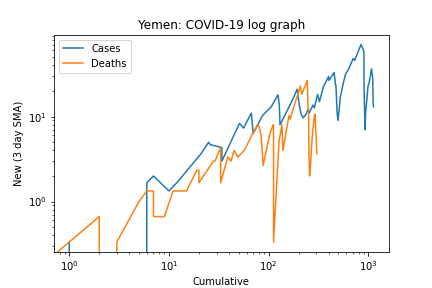 Yemen: COVID-19 log graph
Cases
Deaths
New (3 day SMA)
10¹
10⁰
10⁰ 10¹ 10² 10³
Cumulative